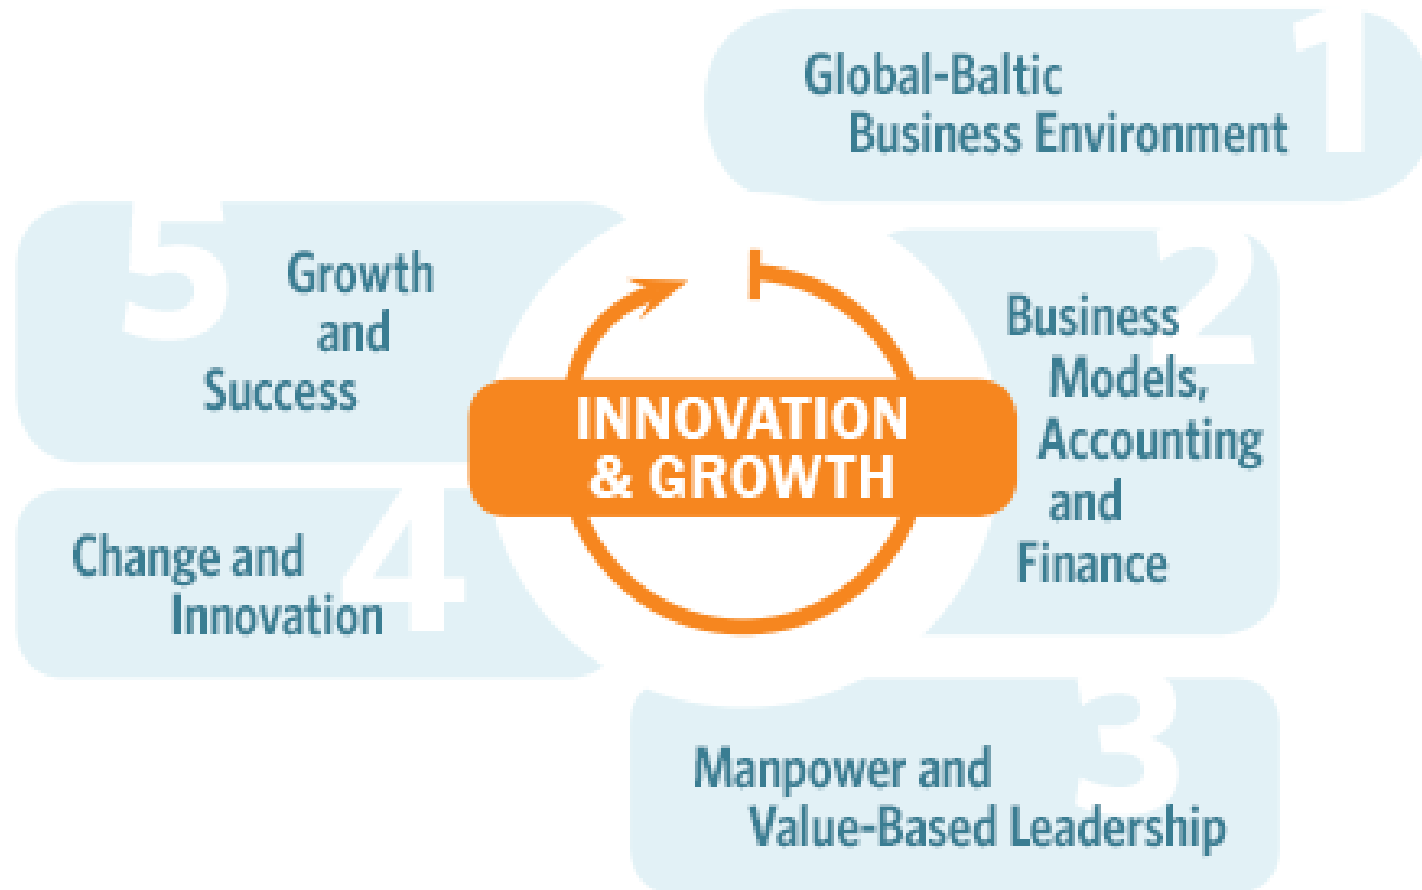 1
Global-Baltic
Business Environment
2
Business
Models,
Accounting
and
Finance
3
Manpower and
Value-Based Leadership
4
Change and
Innovation
5
Growth
and
Success
INNOVATION
& GROWTH